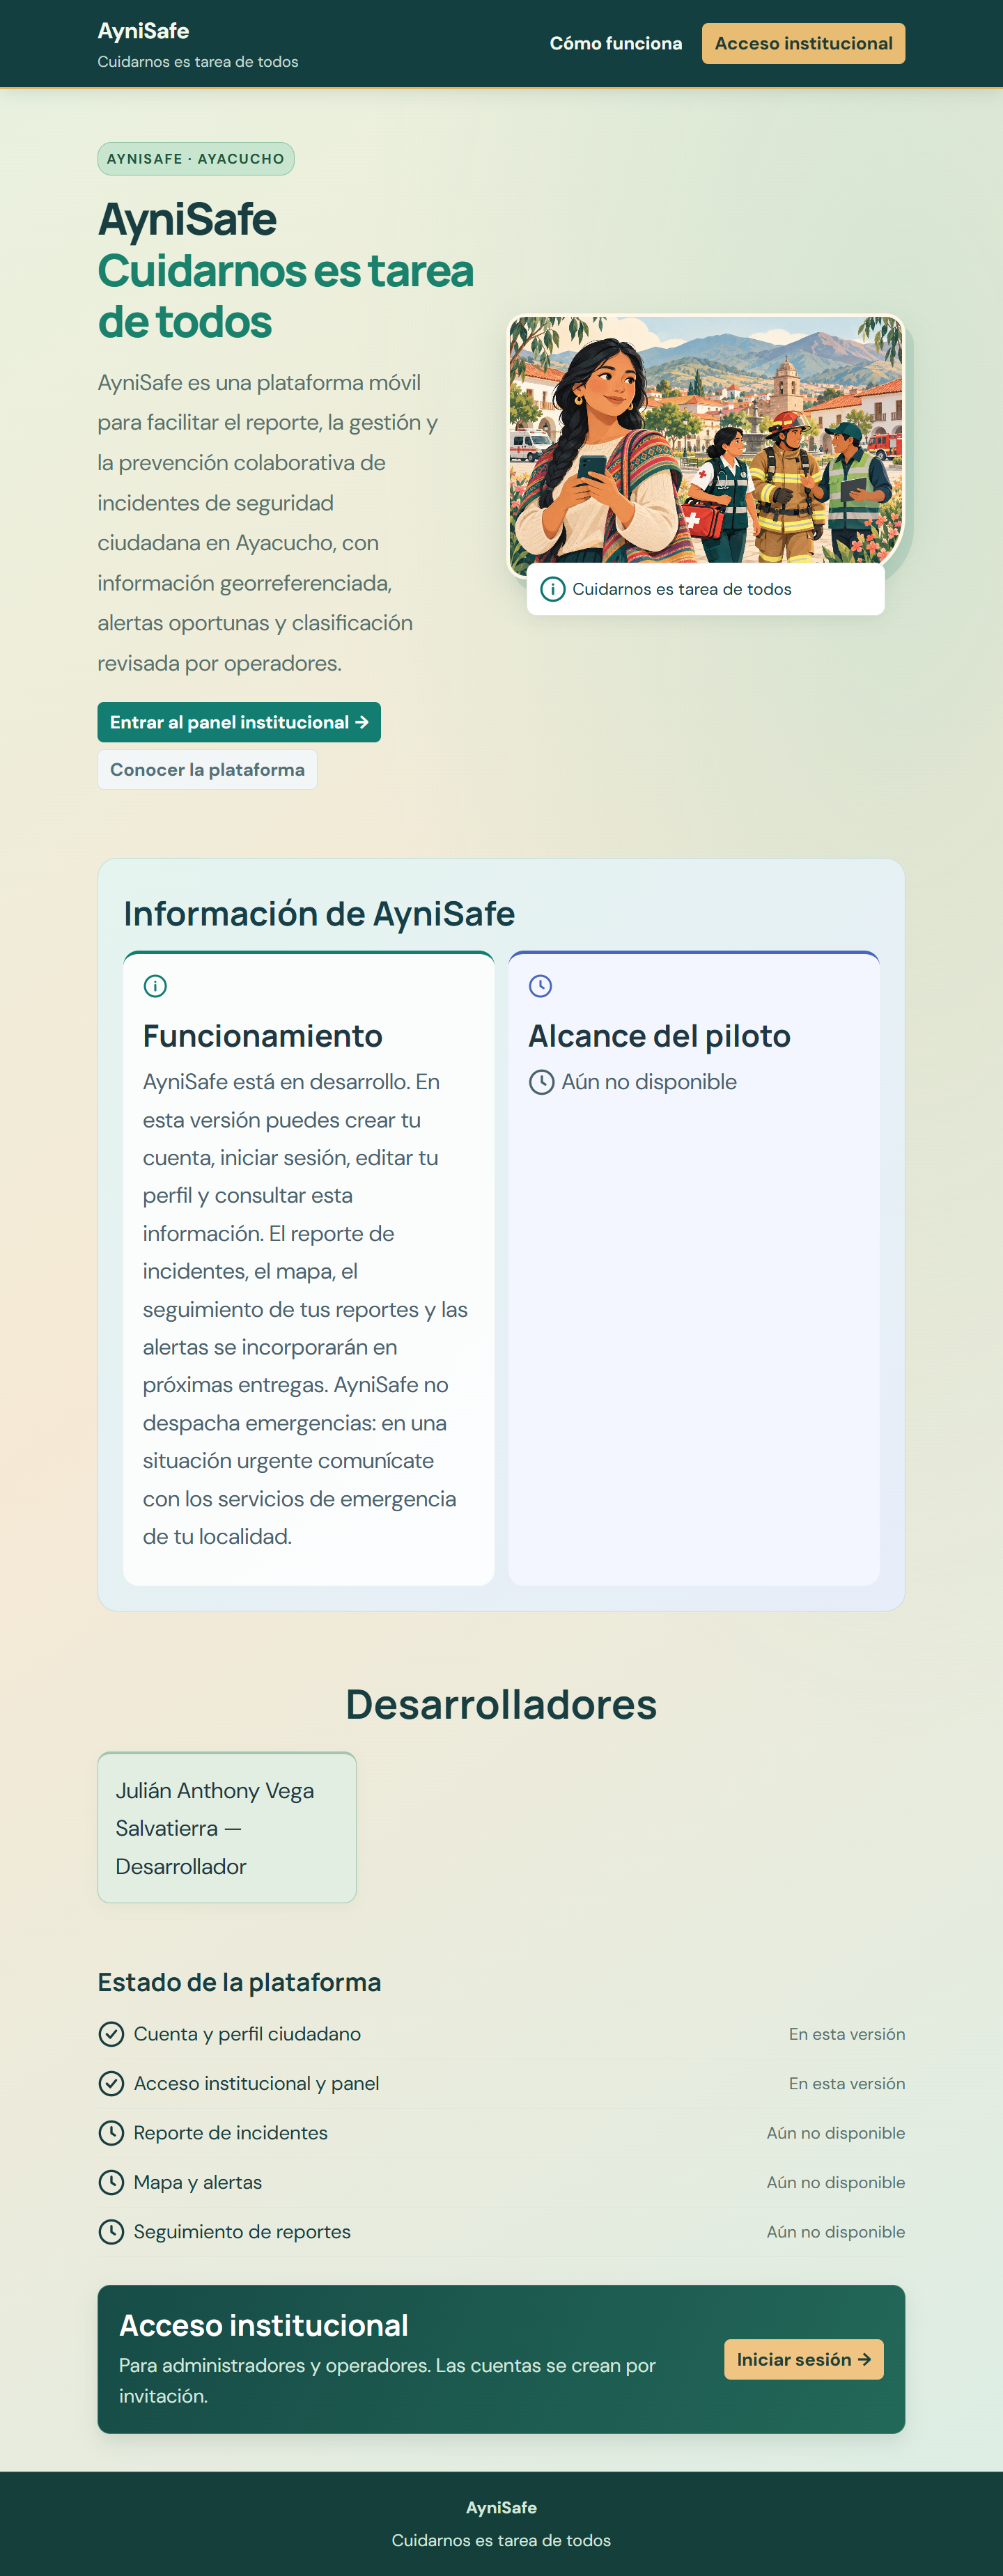 AyniSafe
Cuidarnos es tarea de todos
Cómo funciona
Acceso institucional
AYNISAFE · AYACUCHO
AyniSafe
Cuidarnos es tarea
de todos
AyniSafe es una plataforma móvil
para facilitar el reporte, la gestión y
la prevención colaborativa de
incidentes de seguridad
ciudadana en Ayacucho, con
información georreferenciada,
alertas oportunas y clasificación
revisada por operadores.
Cuidarnos es tarea de todos
Entrar al panel institucional →
Conocer la plataforma
Información de AyniSafe
Funcionamiento
AyniSafe está en desarrollo. En
esta versión puedes crear tu
cuenta, iniciar sesión, editar tu
perfil y consultar esta
información. El reporte de
incidentes, el mapa, el
seguimiento de tus reportes y las
alertas se incorporarán en
próximas entregas. AyniSafe no
despacha emergencias: en una
situación urgente comunícate
con los servicios de emergencia
de tu localidad.
Alcance del piloto
Aún no disponible
Desarrolladores
Julián Anthony Vega
Salvatierra —
Desarrollador
Estado de la plataforma
Cuenta y perfil ciudadano
En esta versión
Acceso institucional y panel
En esta versión
Reporte de incidentes
Aún no disponible
Mapa y alertas
Aún no disponible
Seguimiento de reportes
Aún no disponible
Acceso institucional
Para administradores y operadores. Las cuentas se crean por
invitación.
Iniciar sesión →
AyniSafe
Cuidarnos es tarea de todos